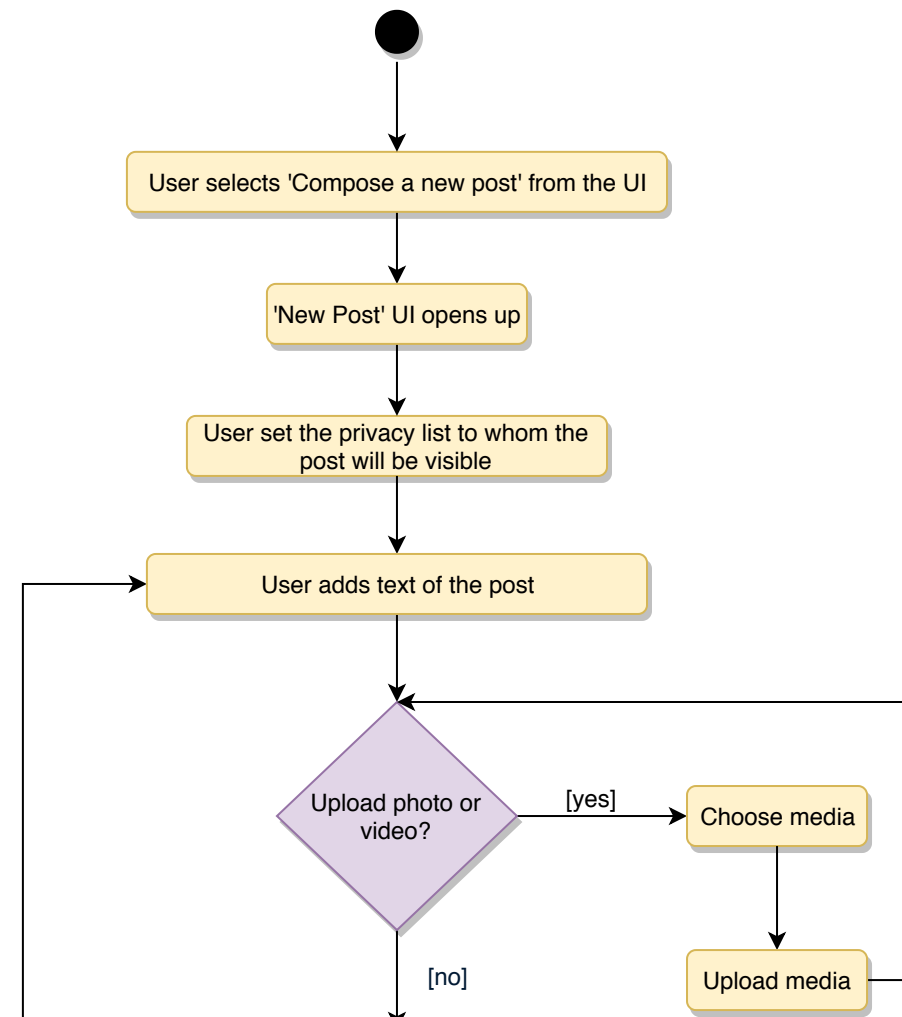 User selects 'Compose a new post' from the UI
'New Post' UI opens up
User set the privacy list to whom the
post will be visible
User adds text of the post
Upload photo or
video?
[yes]
Choose media
Upload media
[no]